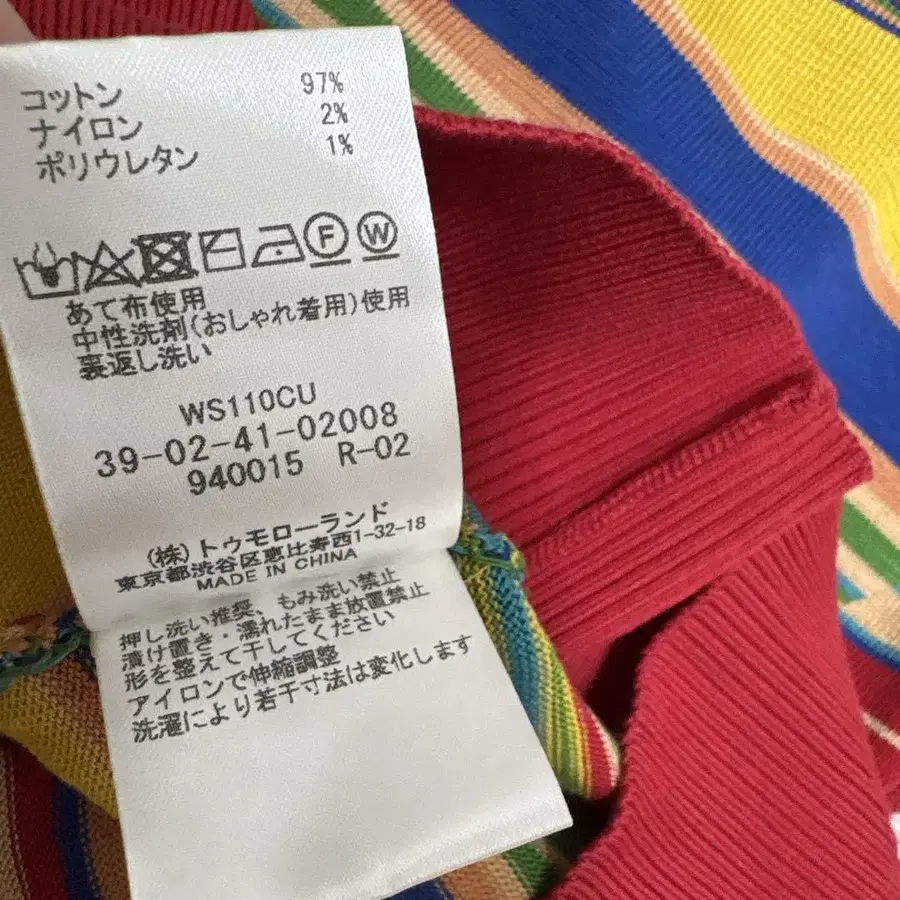 コットン 97%
ナイロン 2%
ポリウレタン 1%
F W
あて布使用
中性洗剤(おしゃれ着用)使用
裏返し洗い
WS110CU
39-02-41-02008
940015 R-02
(株)トゥモローランド
東京都渋谷区恵比寿西1-32-18
MADE IN CHINA
押し洗い推奨、もみ洗い禁止
漬け置き・濡れたまま放置禁止
形を整えて干してください
アイロンで伸縮調整
洗濯により若干寸法は変化します